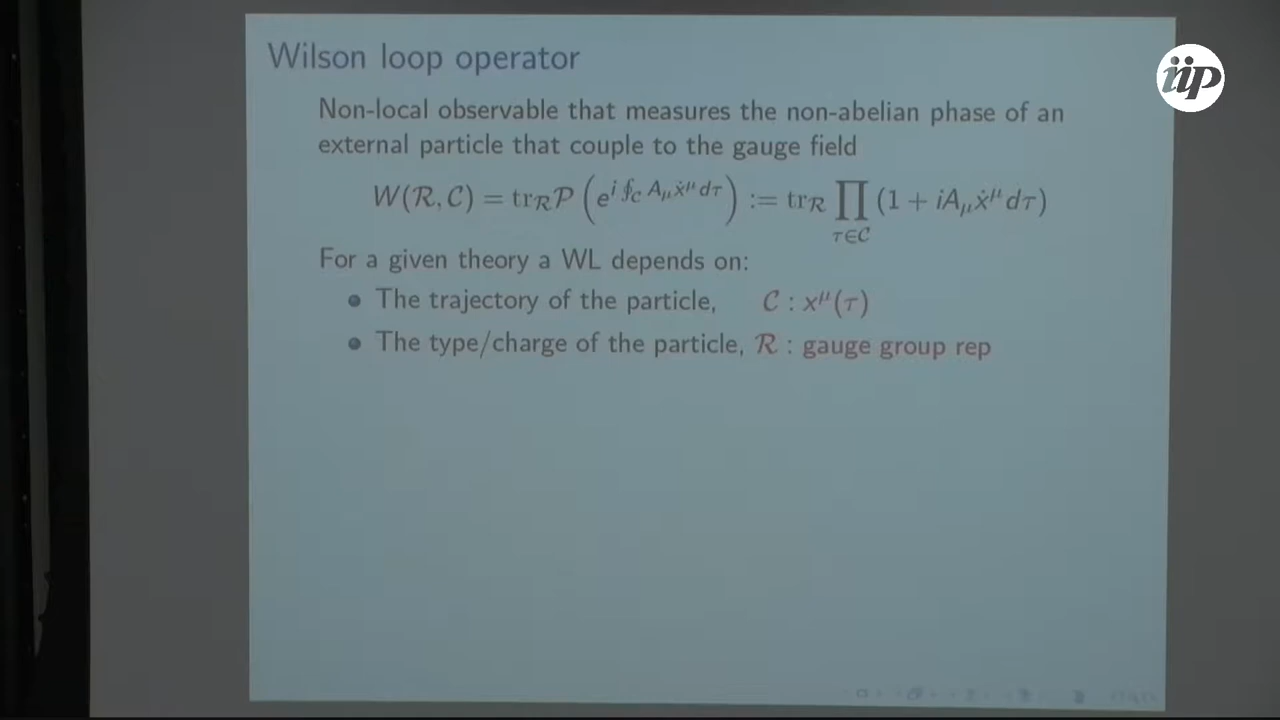 Wilson loop operator
iip
Non-local observable that measures the non-abelian phase of an
external particle that couple to the gauge field
W(ℛ, 𝒞) = tr_ℛ 𝒫 (e^{i ∮_𝒞 A_μ ẋ^μ dτ}) := tr_ℛ ∏_{τ∈𝒞} (1 + iA_μ ẋ^μ dτ)
For a given theory a WL depends on:
• The trajectory of the particle, 𝒞 : x^μ(τ)
• The type/charge of the particle, ℛ : gauge group rep